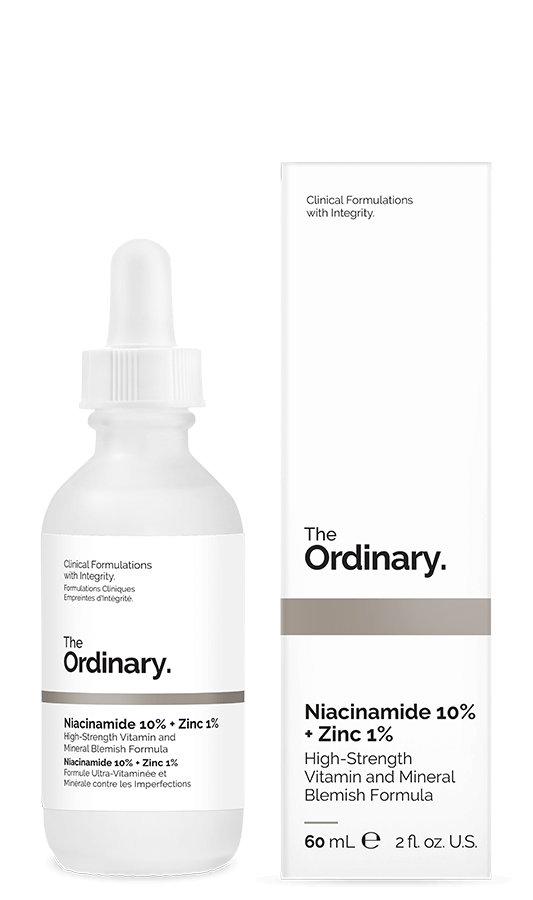 Clinical Formulations
with Integrity.
Formulations Cliniques
Empreintes d'Intégrité.
The
Ordinary.
Niacinamide 10% + Zinc 1%
High-Strength Vitamin and
Mineral Blemish Formula
Niacinamide 10% + Zinc 1%
Formule Ultra-Vitaminée et
Minérale contre les Imperfections
Clinical Formulations
with Integrity.
The
Ordinary.
Niacinamide 10%
+ Zinc 1%
High-Strength
Vitamin and Mineral
Blemish Formula
60 mL ℮ 2 fl. oz. U.S.